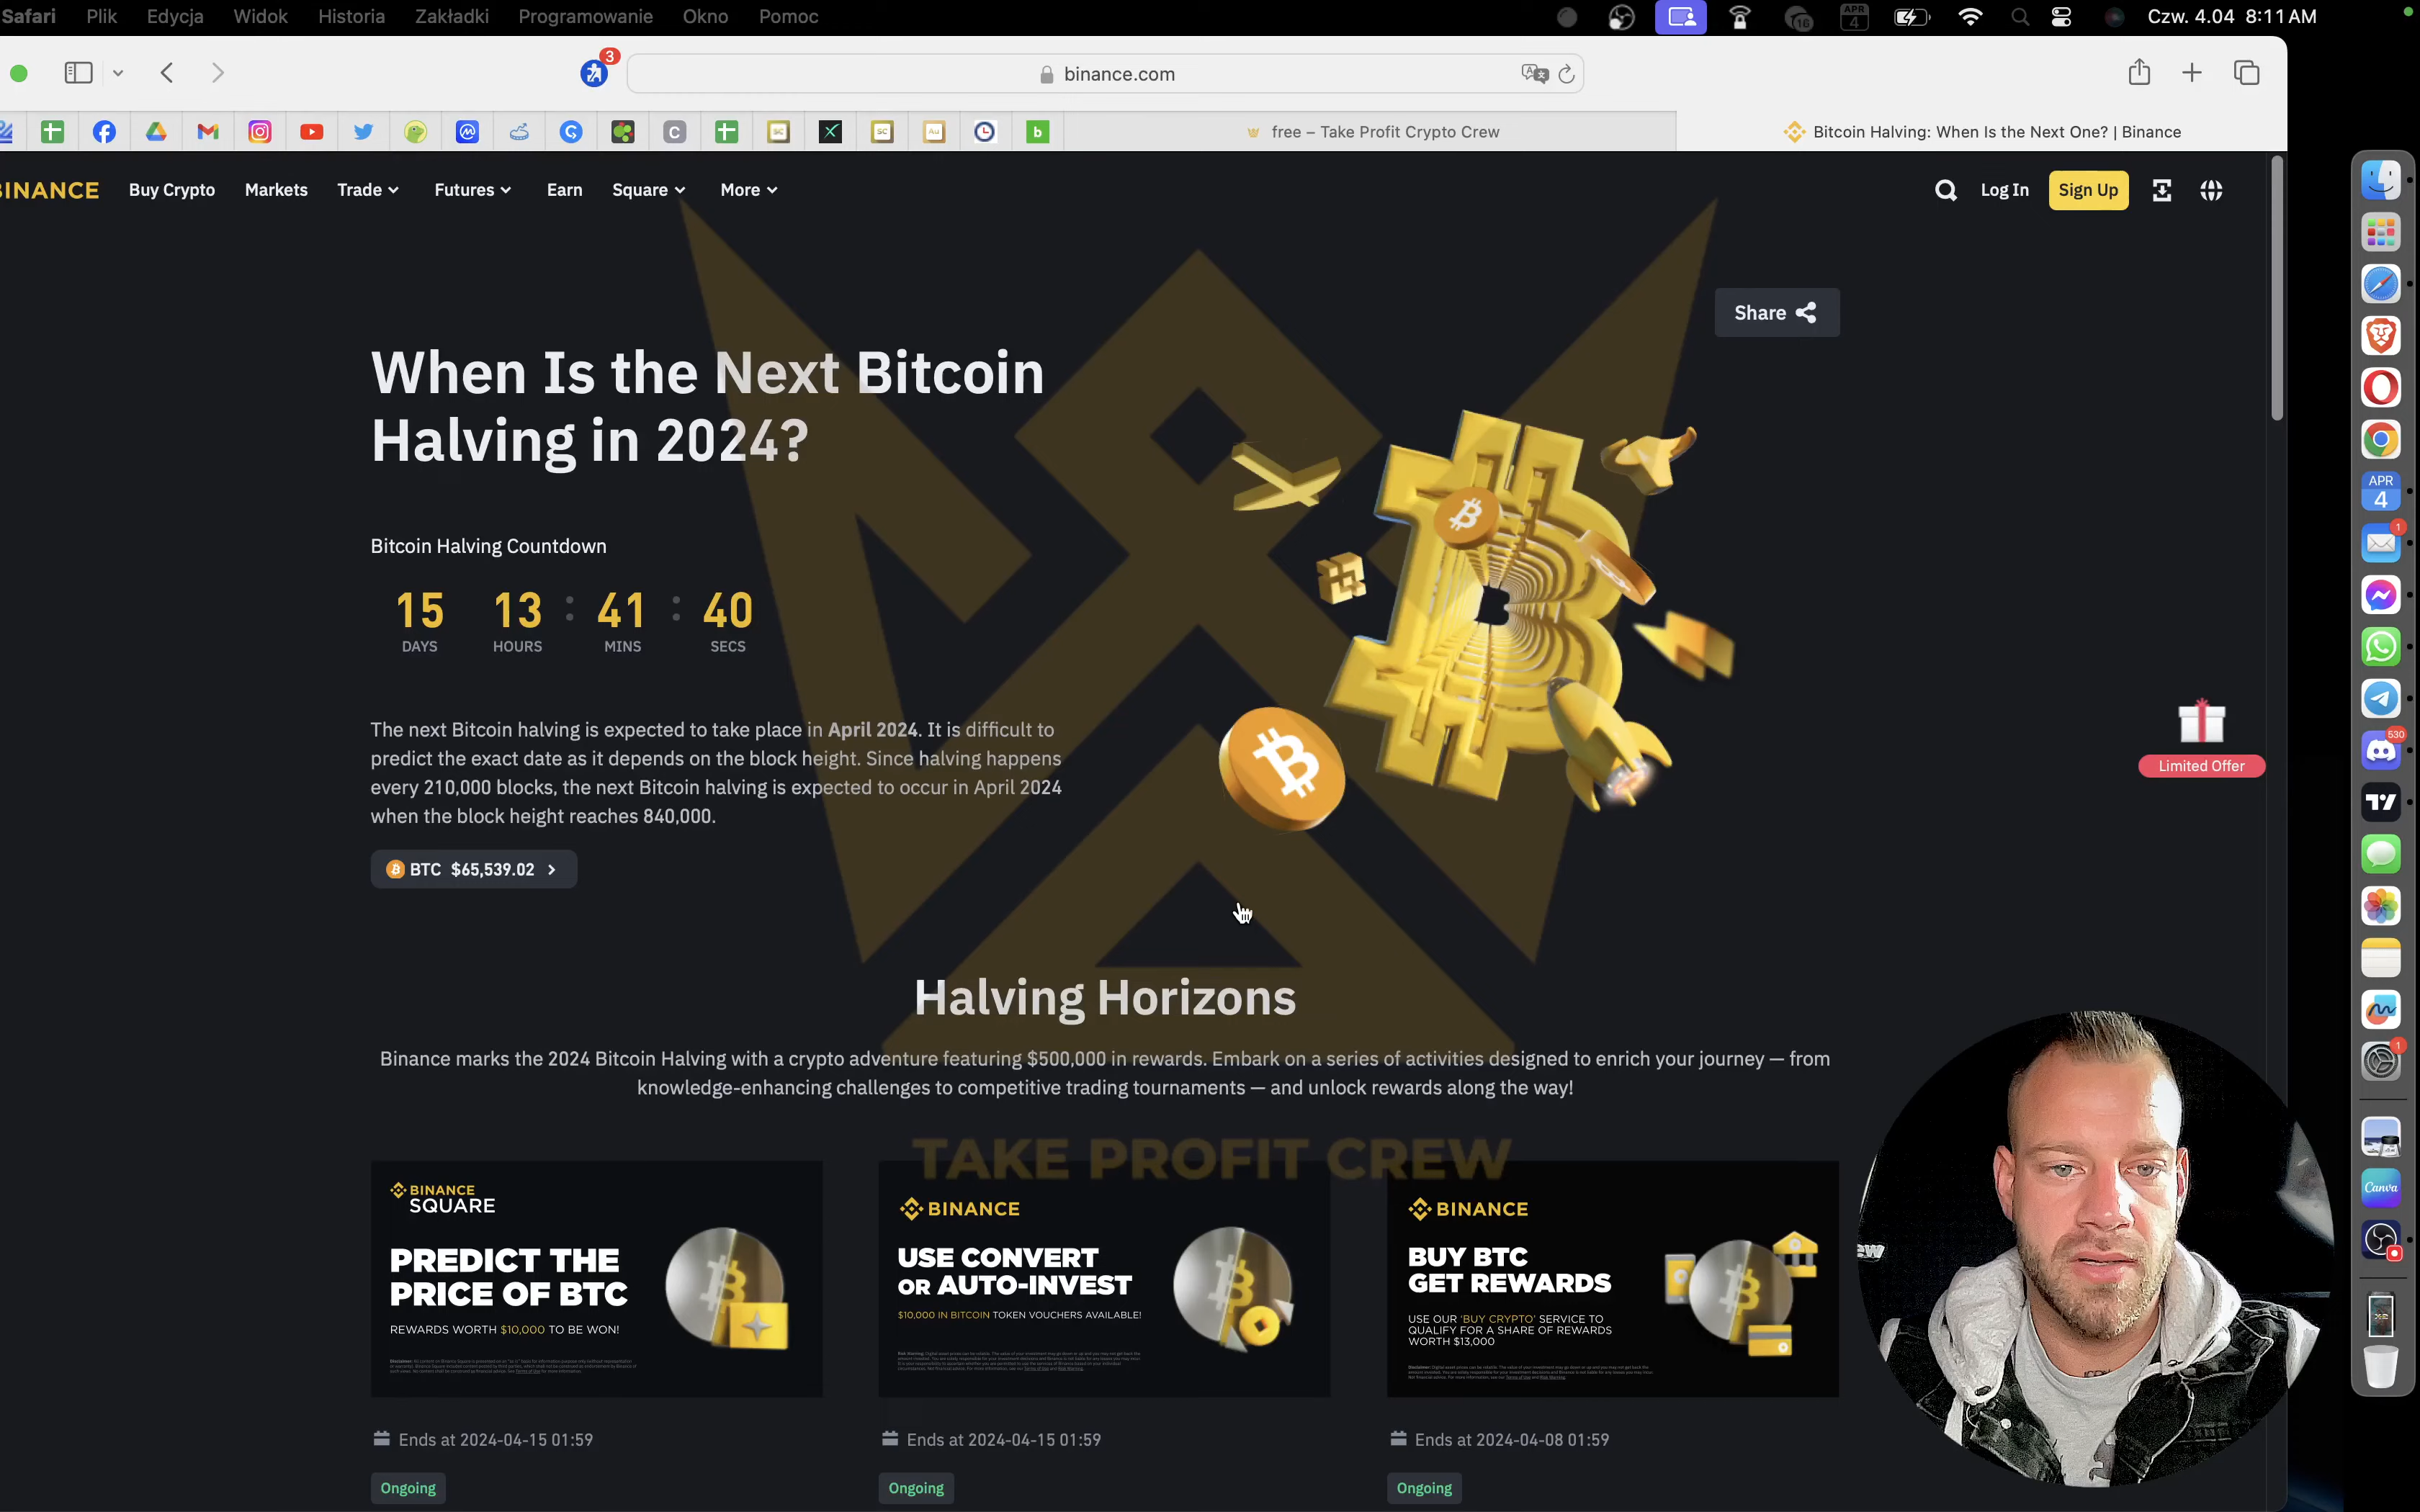 Safari Plik Edycja Widok Historia Zakładki Programowanie Okno Pomoc
16
APR
4
Czw. 4.04 8:11 AM
3
binance.com
free – Take Profit Crypto Crew
Bitcoin Halving: When Is the Next One? | Binance
BINANCE Buy Crypto Markets Trade Futures Earn Square More
Log In Sign Up
Share
When Is the Next Bitcoin
Halving in 2024?
Bitcoin Halving Countdown
15 13 : 41 : 40
DAYS HOURS MINS SECS
The next Bitcoin halving is expected to take place in April 2024. It is difficult to
predict the exact date as it depends on the block height. Since halving happens
every 210,000 blocks, the next Bitcoin halving is expected to occur in April 2024
when the block height reaches 840,000.
BTC $65,539.02
Limited Offer
Halving Horizons
Binance marks the 2024 Bitcoin Halving with a crypto adventure featuring $500,000 in rewards. Embark on a series of activities designed to enrich your journey — from
knowledge-enhancing challenges to competitive trading tournaments — and unlock rewards along the way!
TAKE PROFIT CREW
BINANCE
SQUARE
PREDICT THE
PRICE OF BTC
REWARDS WORTH $10,000 TO BE WON!
BINANCE
USE CONVERT
OR AUTO-INVEST
$10,000 IN BITCOIN TOKEN VOUCHERS AVAILABLE!
BINANCE
BUY BTC
GET REWARDS
USE OUR 'BUY CRYPTO' SERVICE TO
QUALIFY FOR A SHARE OF REWARDS
WORTH $13,000
Ends at 2024-04-15 01:59
Ongoing
Ends at 2024-04-15 01:59
Ongoing
Ends at 2024-04-08 01:59
Ongoing
APR
4
1
530
1
Canva